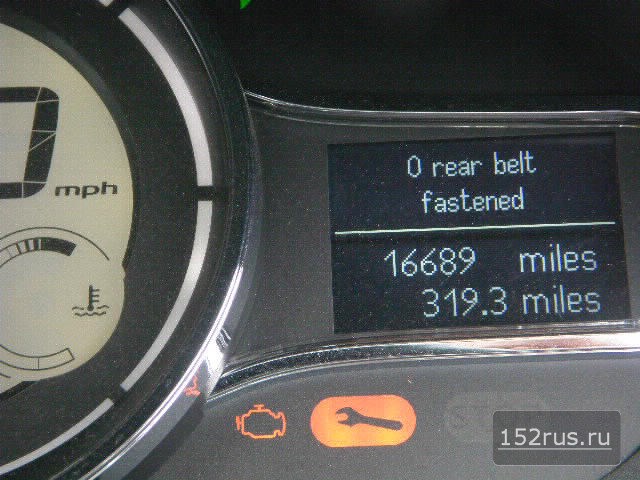 mph
0 rear belt
fastened
16689 miles
319.3 miles
152rus.ru